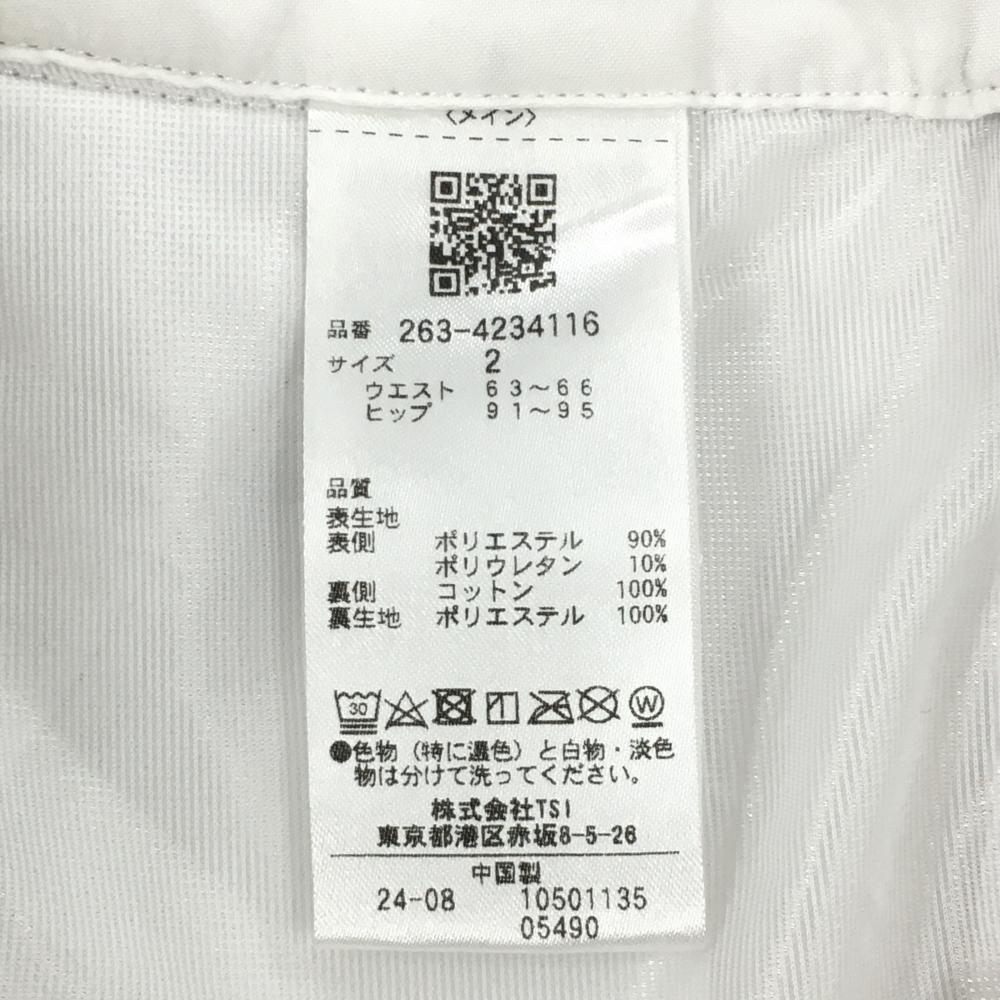 〈メイン〉
品番 263-4234116
サイズ 2
ウエスト 63～66
ヒップ 91～95
品質
表生地
表側 ポリエステル 90%
ポリウレタン 10%
裏側 コットン 100%
裏生地 ポリエステル 100%
30 W
●色物（特に濃色）と白物・淡色
物は分けて洗ってください。
株式会社TSI
東京都港区赤坂8-5-26
中国製
24-08 10501135
05490